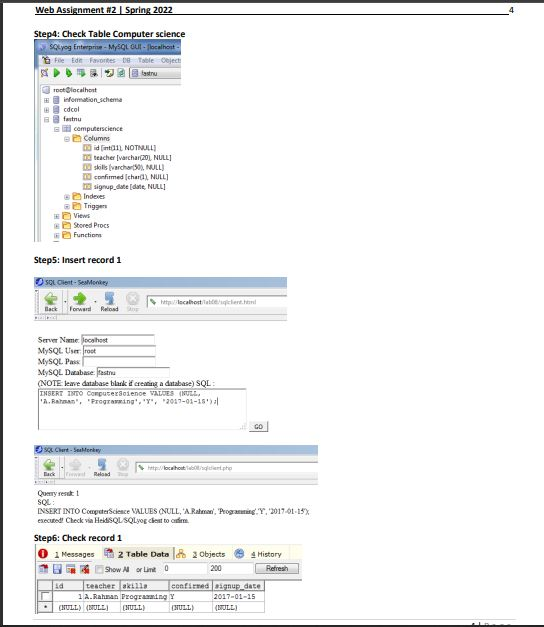 Web Assignment #2 | Spring 2022 4
Step4: Check Table Computer science
SQLyog Enterprise - MySQL GUI - [localhost -
File Edit Favorites DB Table Objects
fastnu
root@localhost
information_schema
cdcol
fastnu
computerscience
Columns
id [int(11), NOTNULL]
teacher [varchar(20), NULL]
skills [varchar(50), NULL]
confirmed [char(1), NULL]
signup_date [date, NULL]
Indexes
Triggers
Views
Stored Procs
Functions
Step5: Insert record 1
SQL Client - SeaMonkey
Back Forward Reload Stop http://localhost/lab08/sqlclient.html
Server Name: localhost
MySQL User: root
MySQL Pass:
MySQL Database: fastnu
(NOTE: leave database blank if creating a database) SQL :
INSERT INTO ComputerScience VALUES (NULL,
'A.Rahman', 'Programming','Y', '2017-01-15');
GO
SQL Client - SeaMonkey
Back Forward Reload Stop http://localhost/lab08/sqlclient.php
Querry result: 1
SQL :
INSERT INTO ComputerScience VALUES (NULL, 'A.Rahman', 'Programming','Y', '2017-01-15');
executed! Check via HeidiSQL/SQLyog client to cnfirm.
Step6: Check record 1
1 Messages 2 Table Data 3 Objects 4 History
Show All or Limit 0 200 Refresh
id teacher skills confirmed signup_date
1 A.Rahman Programming Y 2017-01-15
* (NULL) (NULL) (NULL) (NULL) (NULL)